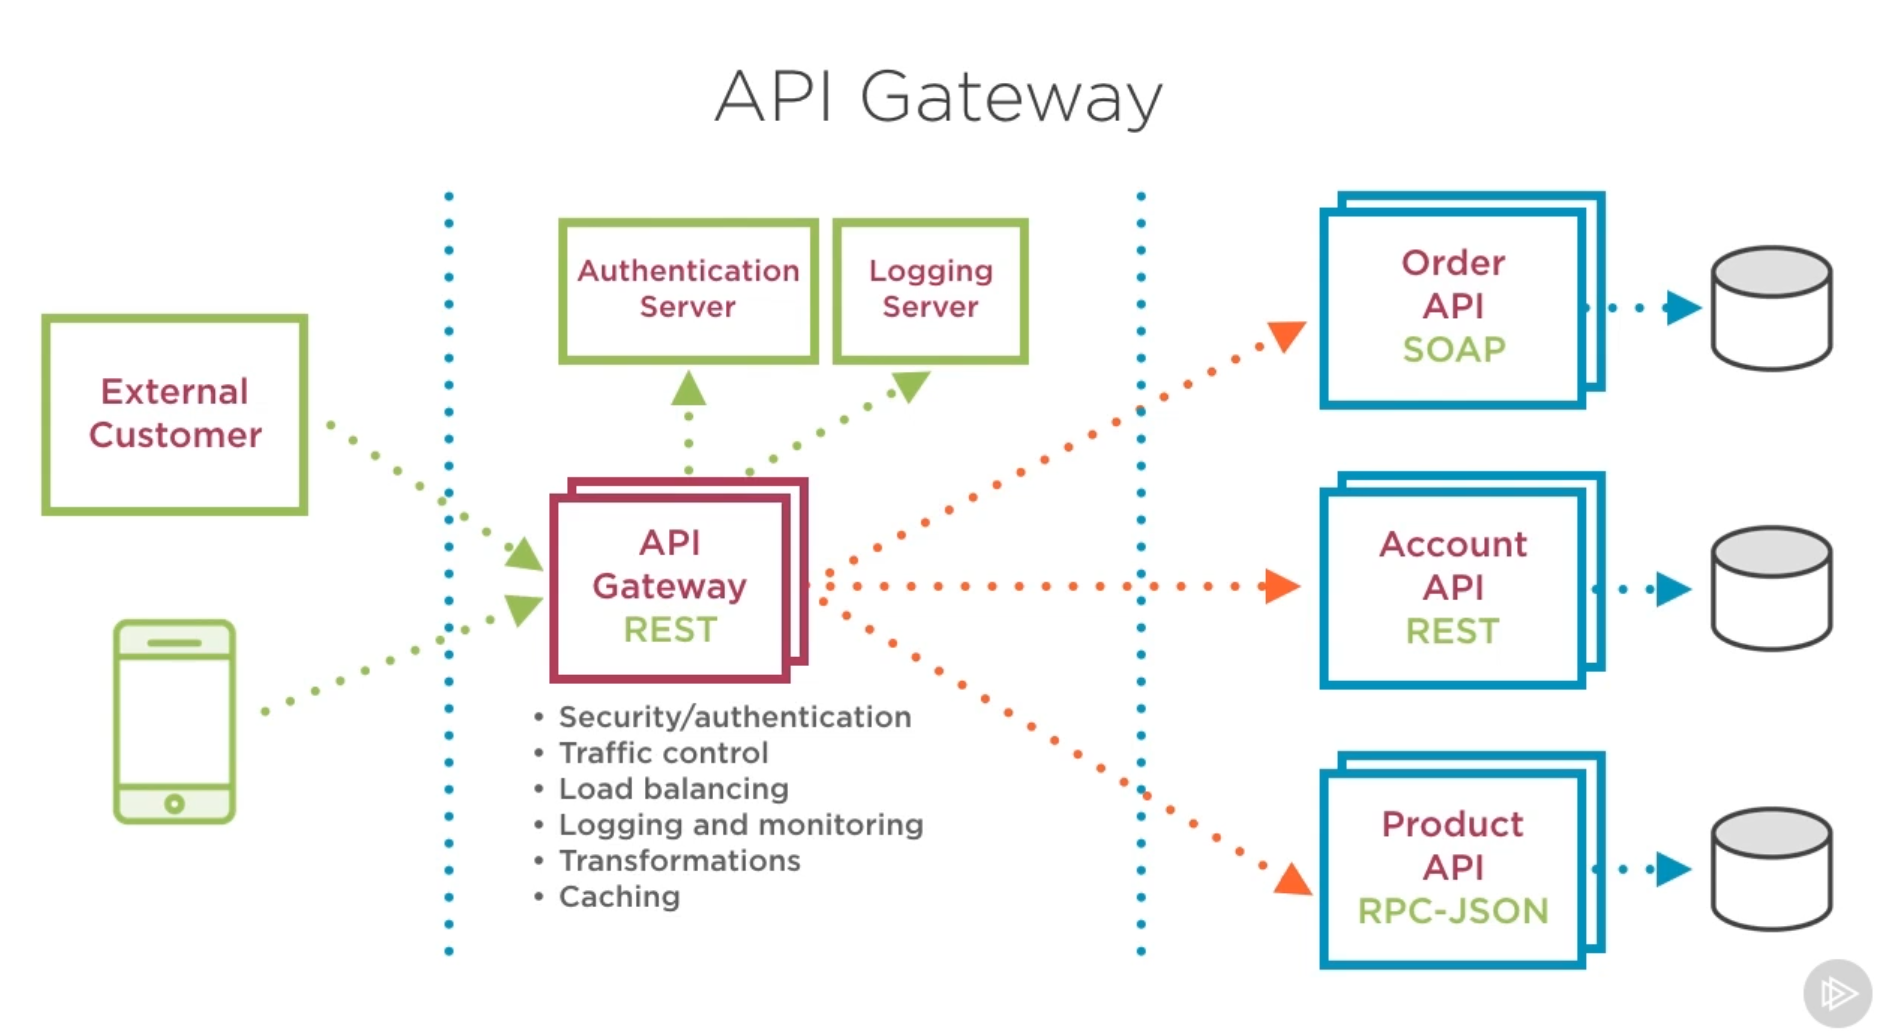 API Gateway
External
Customer
Authentication
Server
Logging
Server
API
Gateway
REST
• Security/authentication
• Traffic control
• Load balancing
• Logging and monitoring
• Transformations
• Caching
Order
API
SOAP
Account
API
REST
Product
API
RPC-JSON